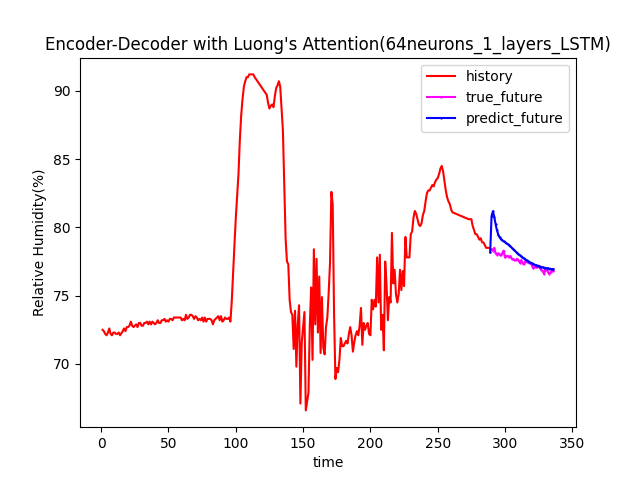 Encoder-Decoder with Luong's Attention(64neurons_1_layers_LSTM)
history
true_future
predict_future
Relative Humidity(%)
90
85
80
75
70
0 50 100 150 200 250 300 350
time